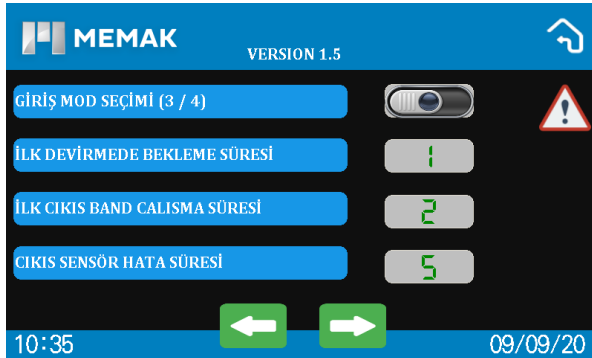 MEMAK
VERSION 1.5
GİRİŞ MOD SEÇİMİ (3 / 4)
İLK DEVİRMEDE BEKLEME SÜRESİ
1
İLK CIKIS BAND CALISMA SÜRESİ
2
CIKIS SENSÖR HATA SÜRESİ
5
10:35
09/09/20